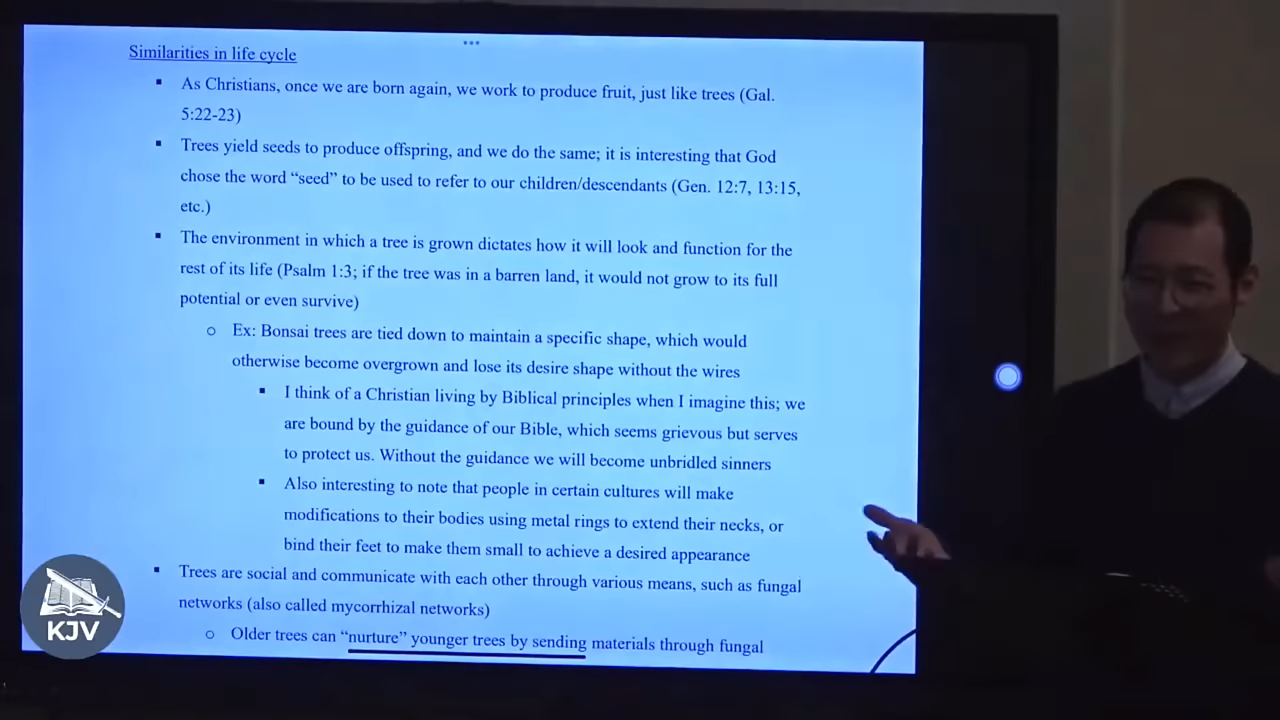 Similarities in life cycle
▪ As Christians, once we are born again, we work to produce fruit, just like trees (Gal.
5:22-23)
▪ Trees yield seeds to produce offspring, and we do the same; it is interesting that God
chose the word “seed” to be used to refer to our children/descendants (Gen. 12:7, 13:15,
etc.)
▪ The environment in which a tree is grown dictates how it will look and function for the
rest of its life (Psalm 1:3; if the tree was in a barren land, it would not grow to its full
potential or even survive)
o Ex: Bonsai trees are tied down to maintain a specific shape, which would
otherwise become overgrown and lose its desire shape without the wires
▪ I think of a Christian living by Biblical principles when I imagine this; we
are bound by the guidance of our Bible, which seems grievous but serves
to protect us. Without the guidance we will become unbridled sinners
▪ Also interesting to note that people in certain cultures will make
modifications to their bodies using metal rings to extend their necks, or
bind their feet to make them small to achieve a desired appearance
▪ Trees are social and communicate with each other through various means, such as fungal
networks (also called mycorrhizal networks)
o Older trees can “nurture” younger trees by sending materials through fungal
KJV